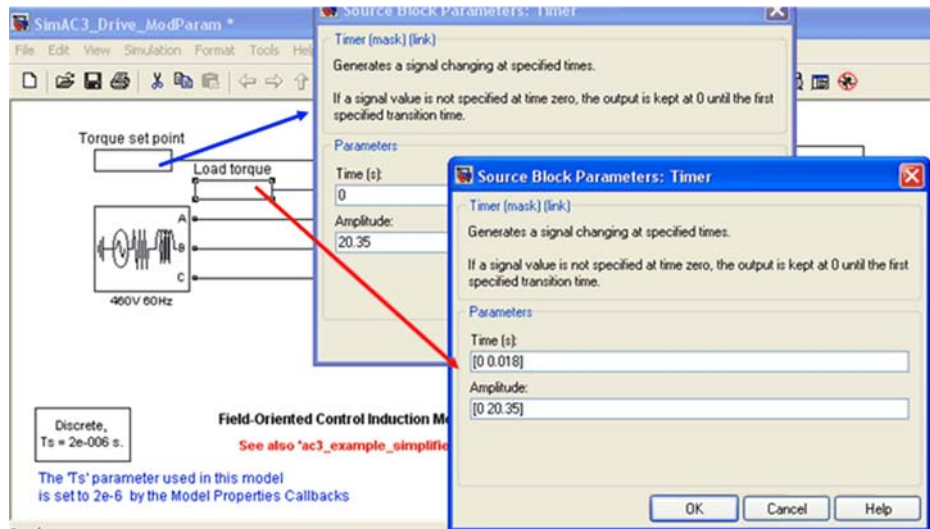 SimAC3_Drive_ModParam *
File Edit View Simulation Format Tools Help
Torque set point
Load torque
A
B
C
460V 60Hz
Discrete,
Ts = 2e-006 s.
Field-Oriented Control Induction
See also 'ac3_example_simplifie
The 'Ts' parameter used in this model
is set to 2e-6 by the Model Properties Callbacks
Source Block Parameters: Timer
Timer (mask) (link)
Generates a signal changing at specified times.
If a signal value is not specified at time zero, the output is kept at 0 until the first
specified transition time.
Parameters
Time (s):
0
Amplitude:
20.35
Source Block Parameters: Timer
Timer (mask) (link)
Generates a signal changing at specified times.
If a signal value is not specified at time zero, the output is kept at 0 until the first
specified transition time.
Parameters
Time (s):
[0 0.018]
Amplitude:
[0 20.35]
OK Cancel Help